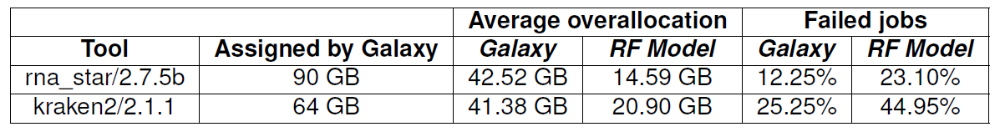 Average overallocation Failed jobs
Tool Assigned by Galaxy Galaxy RF Model Galaxy RF Model
rna_star/2.7.5b 90 GB 42.52 GB 14.59 GB 12.25% 23.10%
kraken2/2.1.1 64 GB 41.38 GB 20.90 GB 25.25% 44.95%